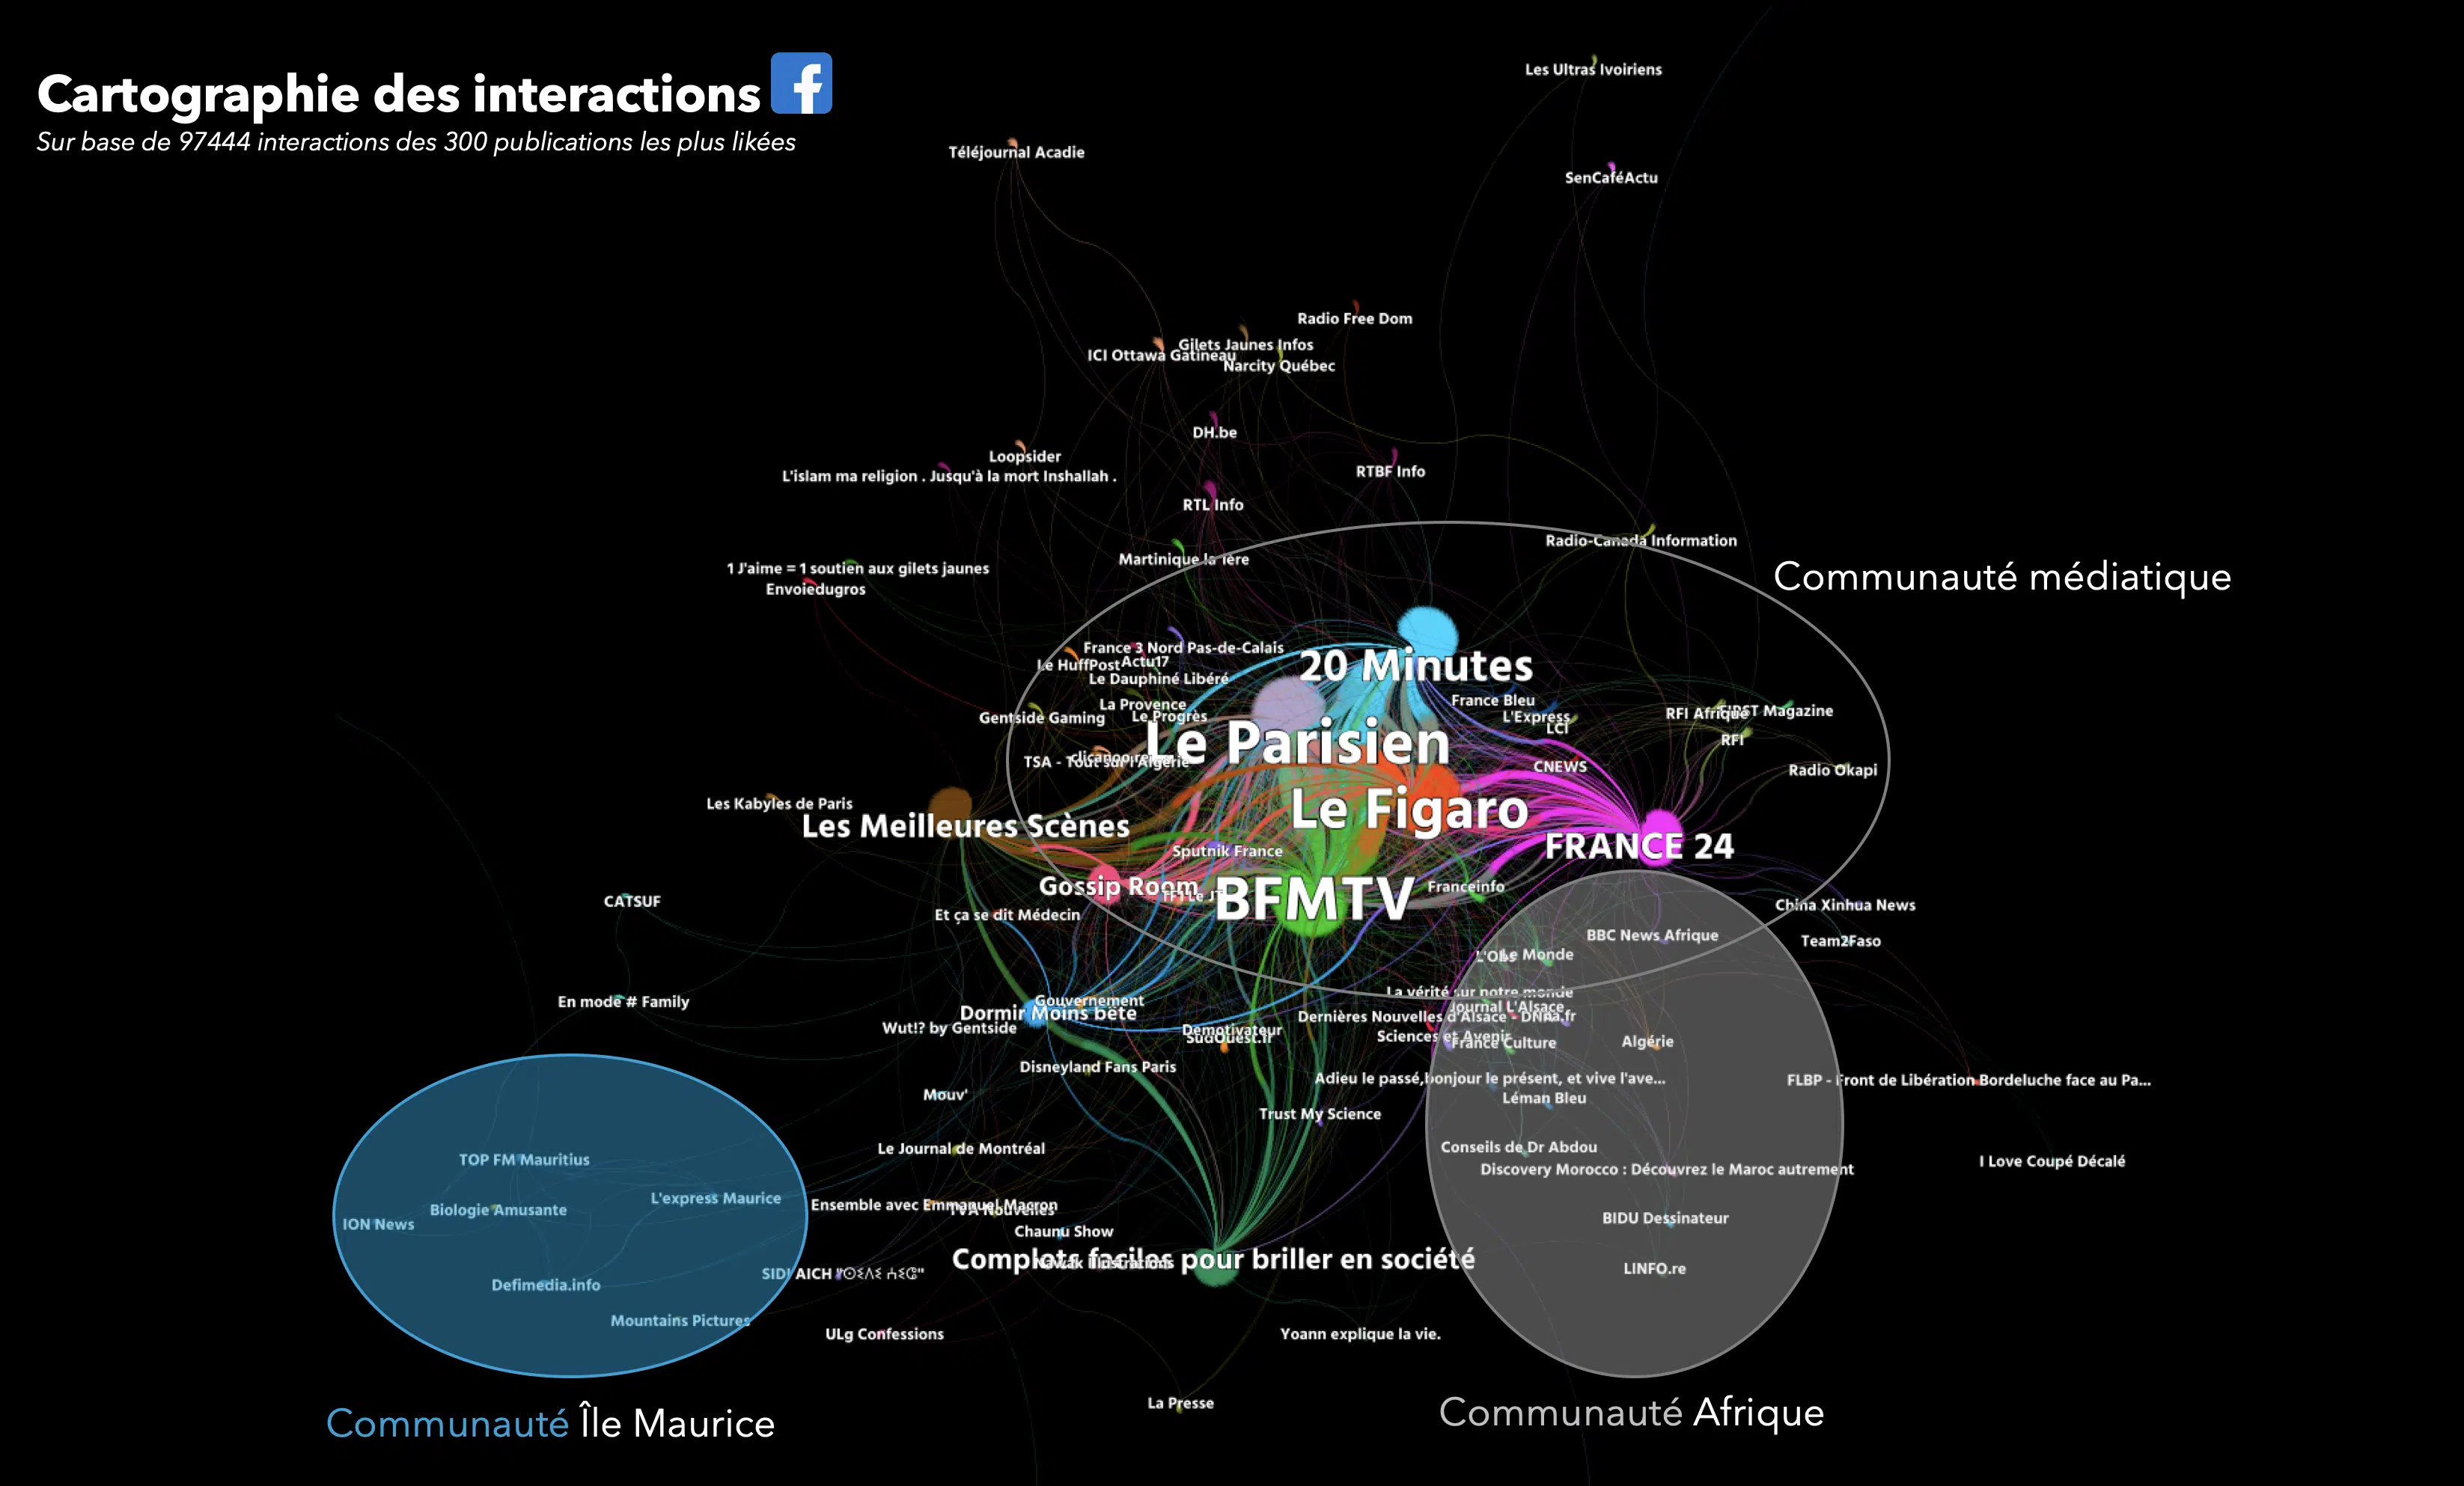 Cartographie des interactions
Sur base de 97444 interactions des 300 publications les plus likées
Les Ultras Ivoiriens
Téléjournal Acadie
SenCaféActu
Radio Free Dom
Gilets Jaunes Infos
ICI Ottawa Gatineau
Narcity Québec
DH.be
Loopsider
RTBF Info
L'islam ma religion . Jusqu'à la mort Inshallah .
RTL Info
Radio-Canada Information
Martinique la 1ère
1 J'aime = 1 soutien aux gilets jaunes
Communauté médiatique
Envoiedugros
France 3 Nord Pas-de-Calais
Le HuffPost
Actu17
20 Minutes
Le Dauphiné Libéré
France Bleu
La Provence
Gentside Gaming
Le Progrès
L'Express
RFI Afrique
FIRST Magazine
LCI
RFI
Le Parisien
TSA - Tout sur l'Algérie
CNEWS
Radio Okapi
Les Kabyles de Paris
Le Figaro
Les Meilleures Scènes
FRANCE 24
Sputnik France
Gossip Room
BFMTV
Franceinfo
CATSUF
China Xinhua News
Et ça se dit Médecin
BBC News Afrique
Team2Faso
L'Obs
Le Monde
La vérité sur notre monde
En mode # Family
Gouvernement
Journal L'Alsace
Dormir Moins bête
Dernières Nouvelles d'Alsace - DNA
Wut!? by Gentside
Demotivateur
SudOuest.fr
Sciences et Avenir
France Culture
Algérie
Disneyland Fans Paris
Adieu le passé,bonjour le présent, et vive l'ave...
FLBP - Front de Libération Bordeluche face au Pa...
Mouv'
Léman Bleu
Trust My Science
Le Journal de Montréal
Conseils de Dr Abdou
TOP FM Mauritius
I Love Coupé Décalé
Discovery Morocco : Découvrez le Maroc autrement
L'express Maurice
Ensemble avec Emmanuel Macron
TVA Nouvelles
Biologie Amusante
ION News
BIDU Dessinateur
Chaunu Show
Complots faciles pour briller en société
LINFO.re
SIDI AICH "ⵙⵉⴷⵉ ⵄⵉⵛ"
Defimedia.info
Mountains Pictures
ULg Confessions
Yoann explique la vie.
La Presse
Communauté Île Maurice
Communauté Afrique